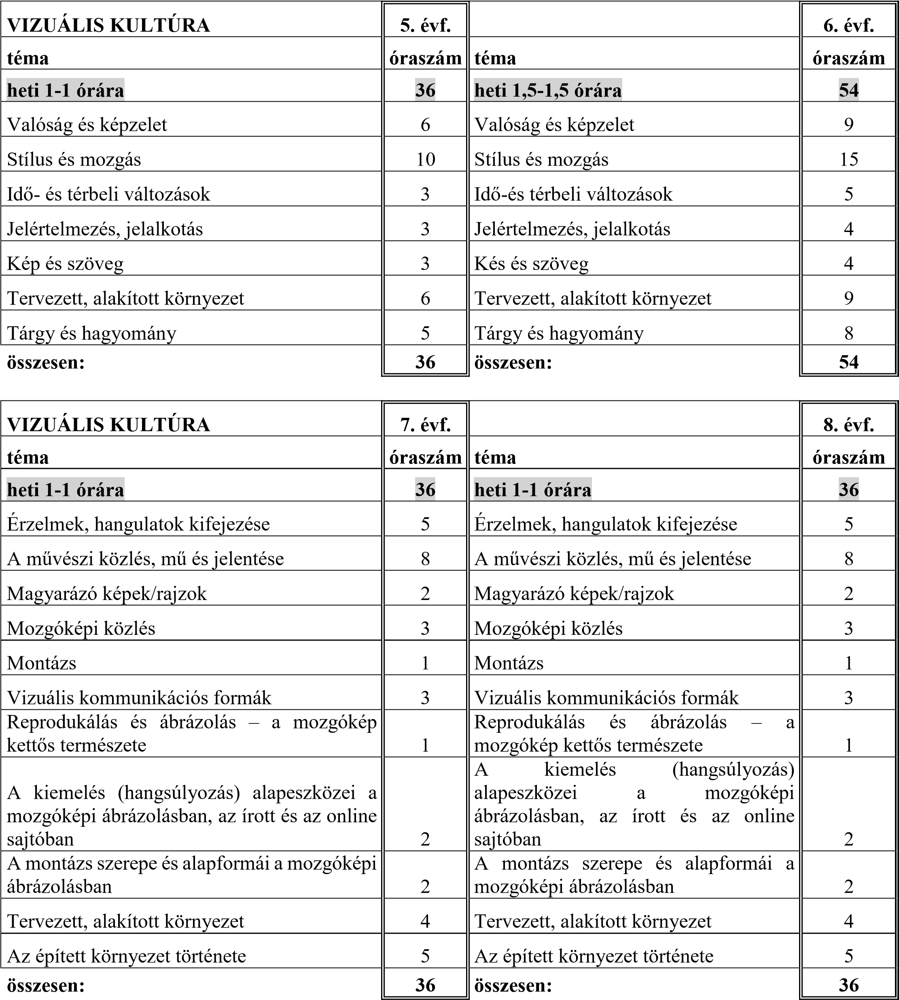 VIZUÁLIS KULTÚRA 5. évf. 6. évf.
téma óraszám téma óraszám
heti 1-1 órára 36 heti 1,5-1,5 órára 54
Valóság és képzelet 6 Valóság és képzelet 9
Stílus és mozgás 10 Stílus és mozgás 15
Idő- és térbeli változások 3 Idő-és térbeli változások 5
Jelértelmezés, jelalkotás 3 Jelértelmezés, jelalkotás 4
Kép és szöveg 3 Kés és szöveg 4
Tervezett, alakított környezet 6 Tervezett, alakított környezet 9
Tárgy és hagyomány 5 Tárgy és hagyomány 8
összesen: 36 összesen: 54
VIZUÁLIS KULTÚRA 7. évf. 8. évf.
téma óraszám téma óraszám
heti 1-1 órára 36 heti 1-1 órára 36
Érzelmek, hangulatok kifejezése 5 Érzelmek, hangulatok kifejezése 5
A művészi közlés, mű és jelentése 8 A művészi közlés, mű és jelentése 8
Magyarázó képek/rajzok 2 Magyarázó képek/rajzok 2
Mozgóképi közlés 3 Mozgóképi közlés 3
Montázs 1 Montázs 1
Vizuális kommunikációs formák 3 Vizuális kommunikációs formák 3
Reprodukálás és ábrázolás – a mozgókép
kettős természete 1
Reprodukálás és ábrázolás – a
mozgókép kettős természete 1
A kiemelés (hangsúlyozás) alapeszközei a
mozgóképi ábrázolásban, az írott és az online
sajtóban 2
A kiemelés (hangsúlyozás)
alapeszközei a mozgóképi
ábrázolásban, az írott és az online
sajtóban 2
A montázs szerepe és alapformái a mozgóképi
ábrázolásban 2
A montázs szerepe és alapformái a
mozgóképi ábrázolásban 2
Tervezett, alakított környezet 4 Tervezett, alakított környezet 4
Az épített környezet története 5 Az épített környezet története 5
összesen: 36 összesen: 36